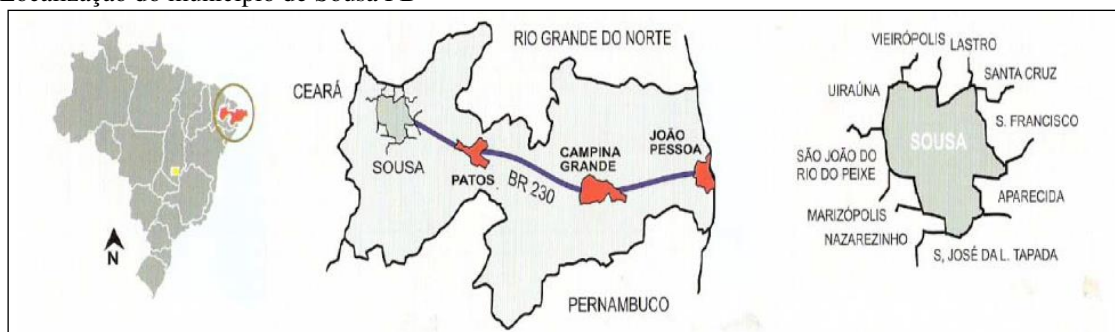 Localização do município de Sousa PB
N
RIO GRANDE DO NORTE
CEARÁ
SOUSA
PATOS
BR 230
CAMPINA
GRANDE
JOÃO
PESSOA
PERNAMBUCO
VIEIRÓPOLIS
LASTRO
SANTA CRUZ
UIRAÚNA
S. FRANCISCO
SOUSA
SÃO JOÃO DO
RIO DO PEIXE
APARECIDA
MARIZÓPOLIS
NAZAREZINHO
S, JOSÉ DA L. TAPADA